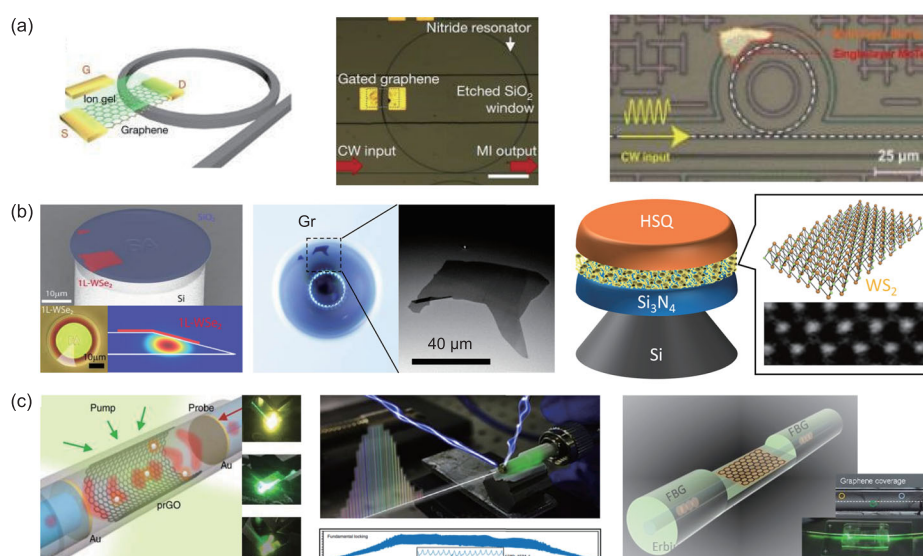 (a)
G
D
Ion gel
S
Graphene
Nitride resonator
Gated graphene
Etched SiO₂
window
CW input
MI output
CW input
25 μm
(b)
SiO₂
1L-WSe₂
10μm
Si
1L-WSe₂
10μm
1L-WSe₂
Gr
40 μm
HSQ
Si₃N₄
Si
WS₂
(c)
Pump
Probe
Au
prGO
Au
Fundamental locking
FBG
FBG
Graphene coverage